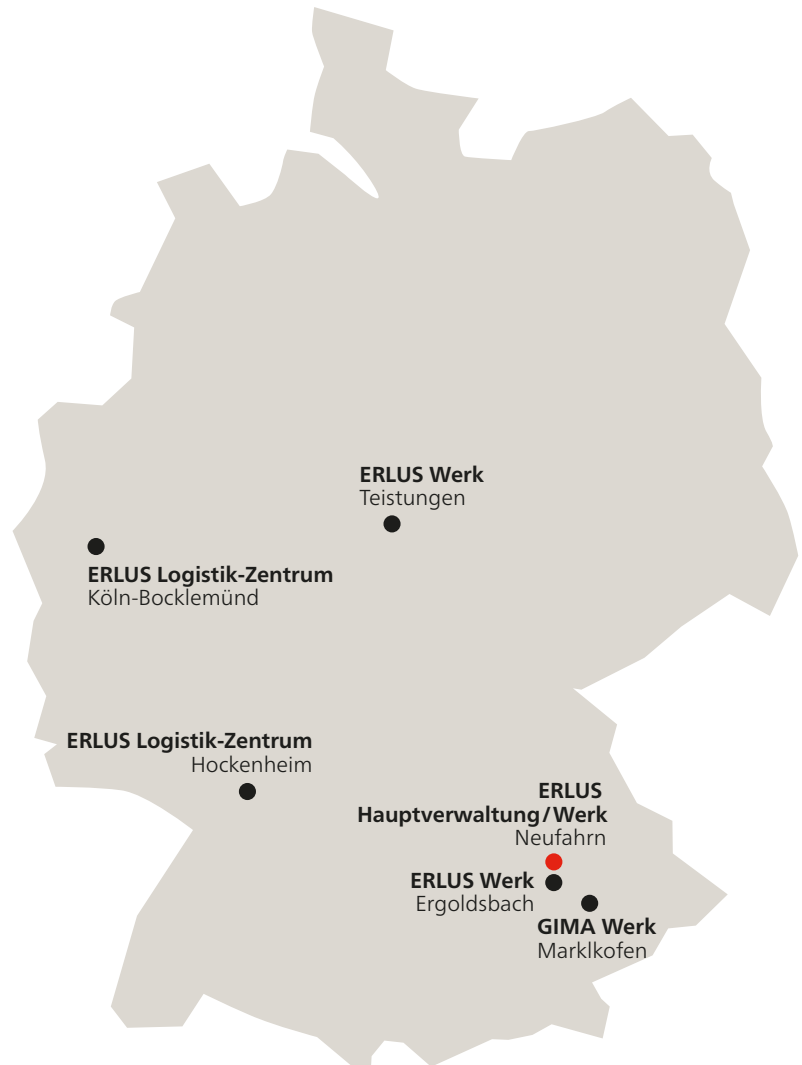 ERLUS Werk
Teistungen
ERLUS Logistik-Zentrum
Köln-Bocklemünd
ERLUS Logistik-Zentrum
Hockenheim
ERLUS
Hauptverwaltung/Werk
Neufahrn
ERLUS Werk
Ergoldsbach
GIMA Werk
Marklkofen